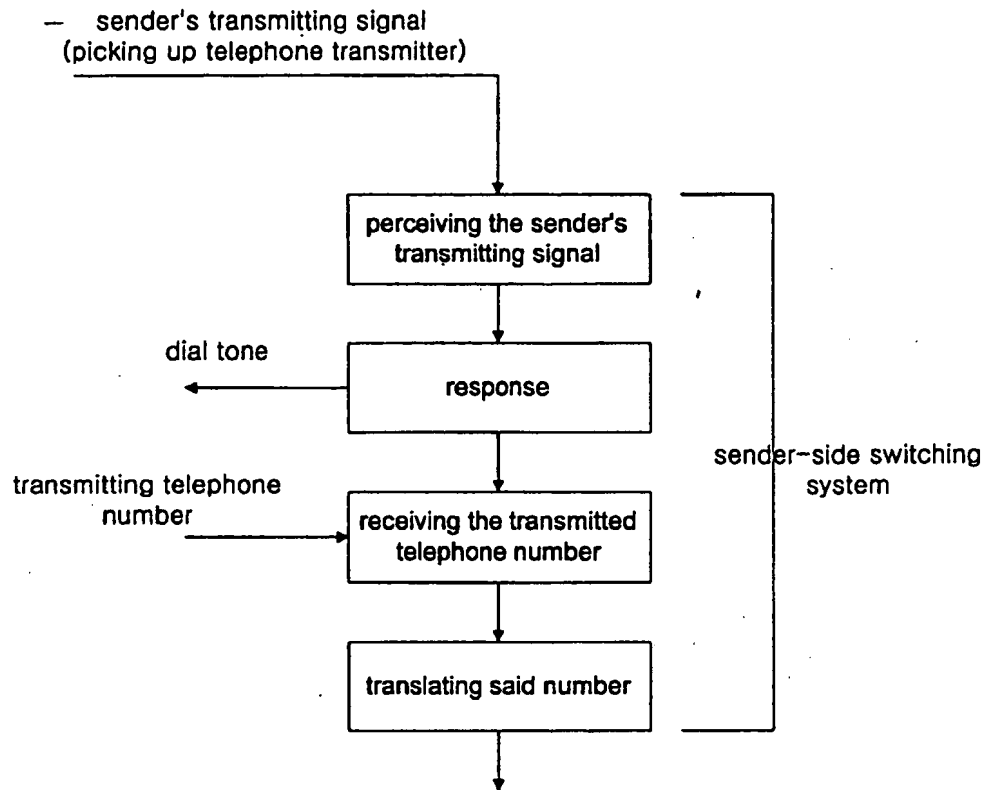 — sender's transmitting signal
(picking up telephone transmitter)
perceiving the sender's
transmitting signal
dial tone
response
sender-side switching
system
transmitting telephone
number
receiving the transmitted
telephone number
translating said number